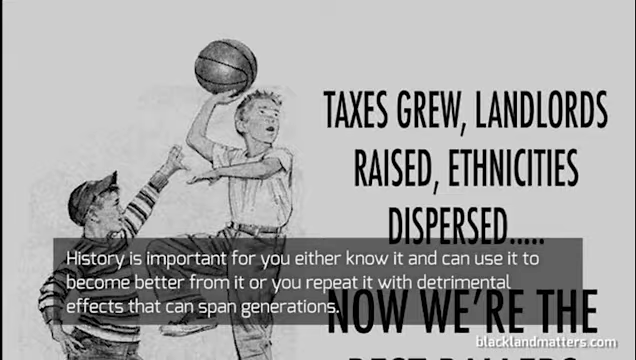 TAXES GREW, LANDLORDS
RAISED, ETHNICITIES
DISPERSED.....
History is important for you either know it and can use it to
become better from it or you repeat it with detrimental
effects that can span generations.
NOW WE'RE THE
blacklandmatters.com